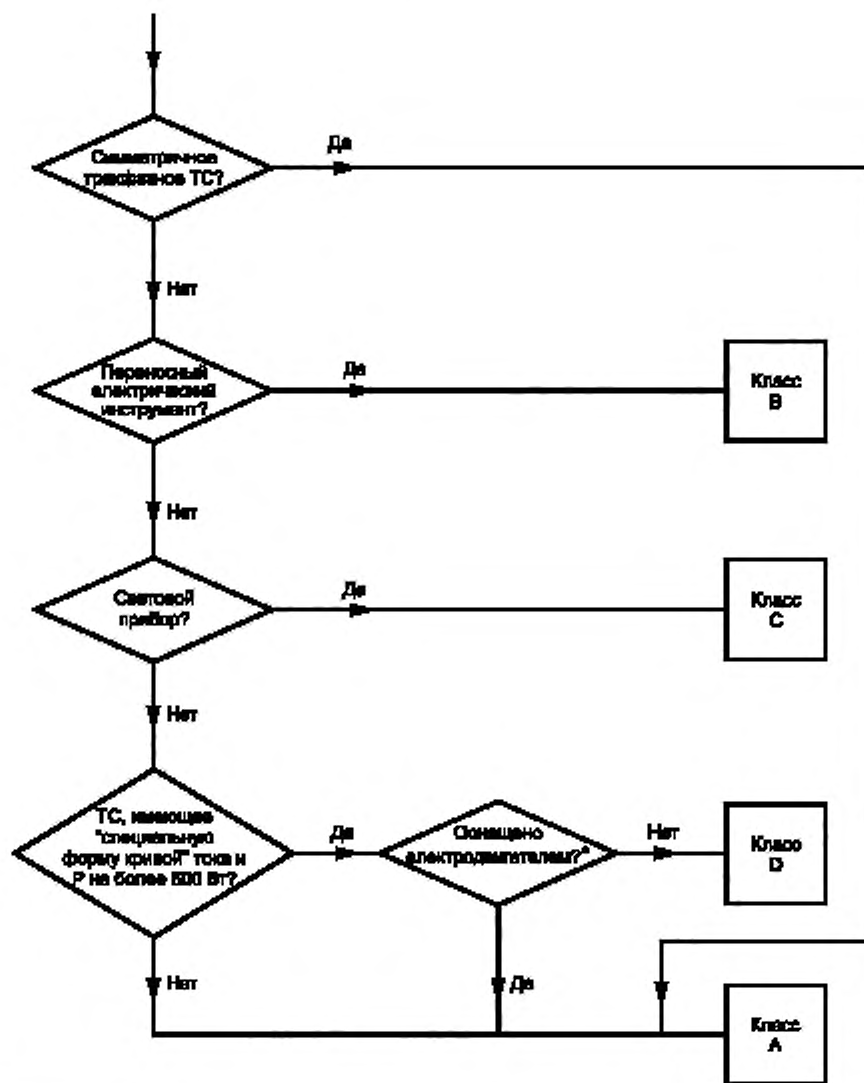 Да
Симметричное
трехфазное ТС?
Нет
Переносный
электрический
инструмент?
Да
Класс
B
Нет
Световой
прибор?
Да
Класс
C
Нет
ТС, имеющее
"специальную
форму кривой" тока и
P не более 600 Вт?
Да
Оснащено
электродвигателем?*
Нет
Класс
D
Нет
Да
Класс
A